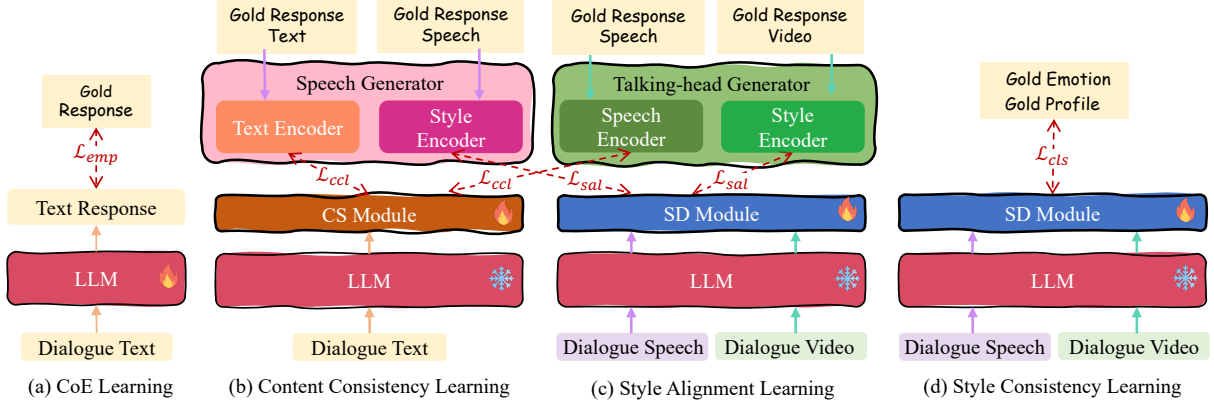 Gold
Response
ℒemp
Text Response
LLM
Dialogue Text
(a) CoE Learning
Gold Response
Text
Gold Response
Speech
Speech Generator
Text Encoder
Style
Encoder
ℒccl
ℒccl
CS Module
LLM
Dialogue Text
(b) Content Consistency Learning
Gold Response
Speech
Gold Response
Video
Talking-head Generator
Speech
Encoder
Style
Encoder
ℒsal
ℒsal
SD Module
LLM
Dialogue Speech
Dialogue Video
(c) Style Alignment Learning
Gold Emotion
Gold Profile
ℒcls
SD Module
LLM
Dialogue Speech
Dialogue Video
(d) Style Consistency Learning